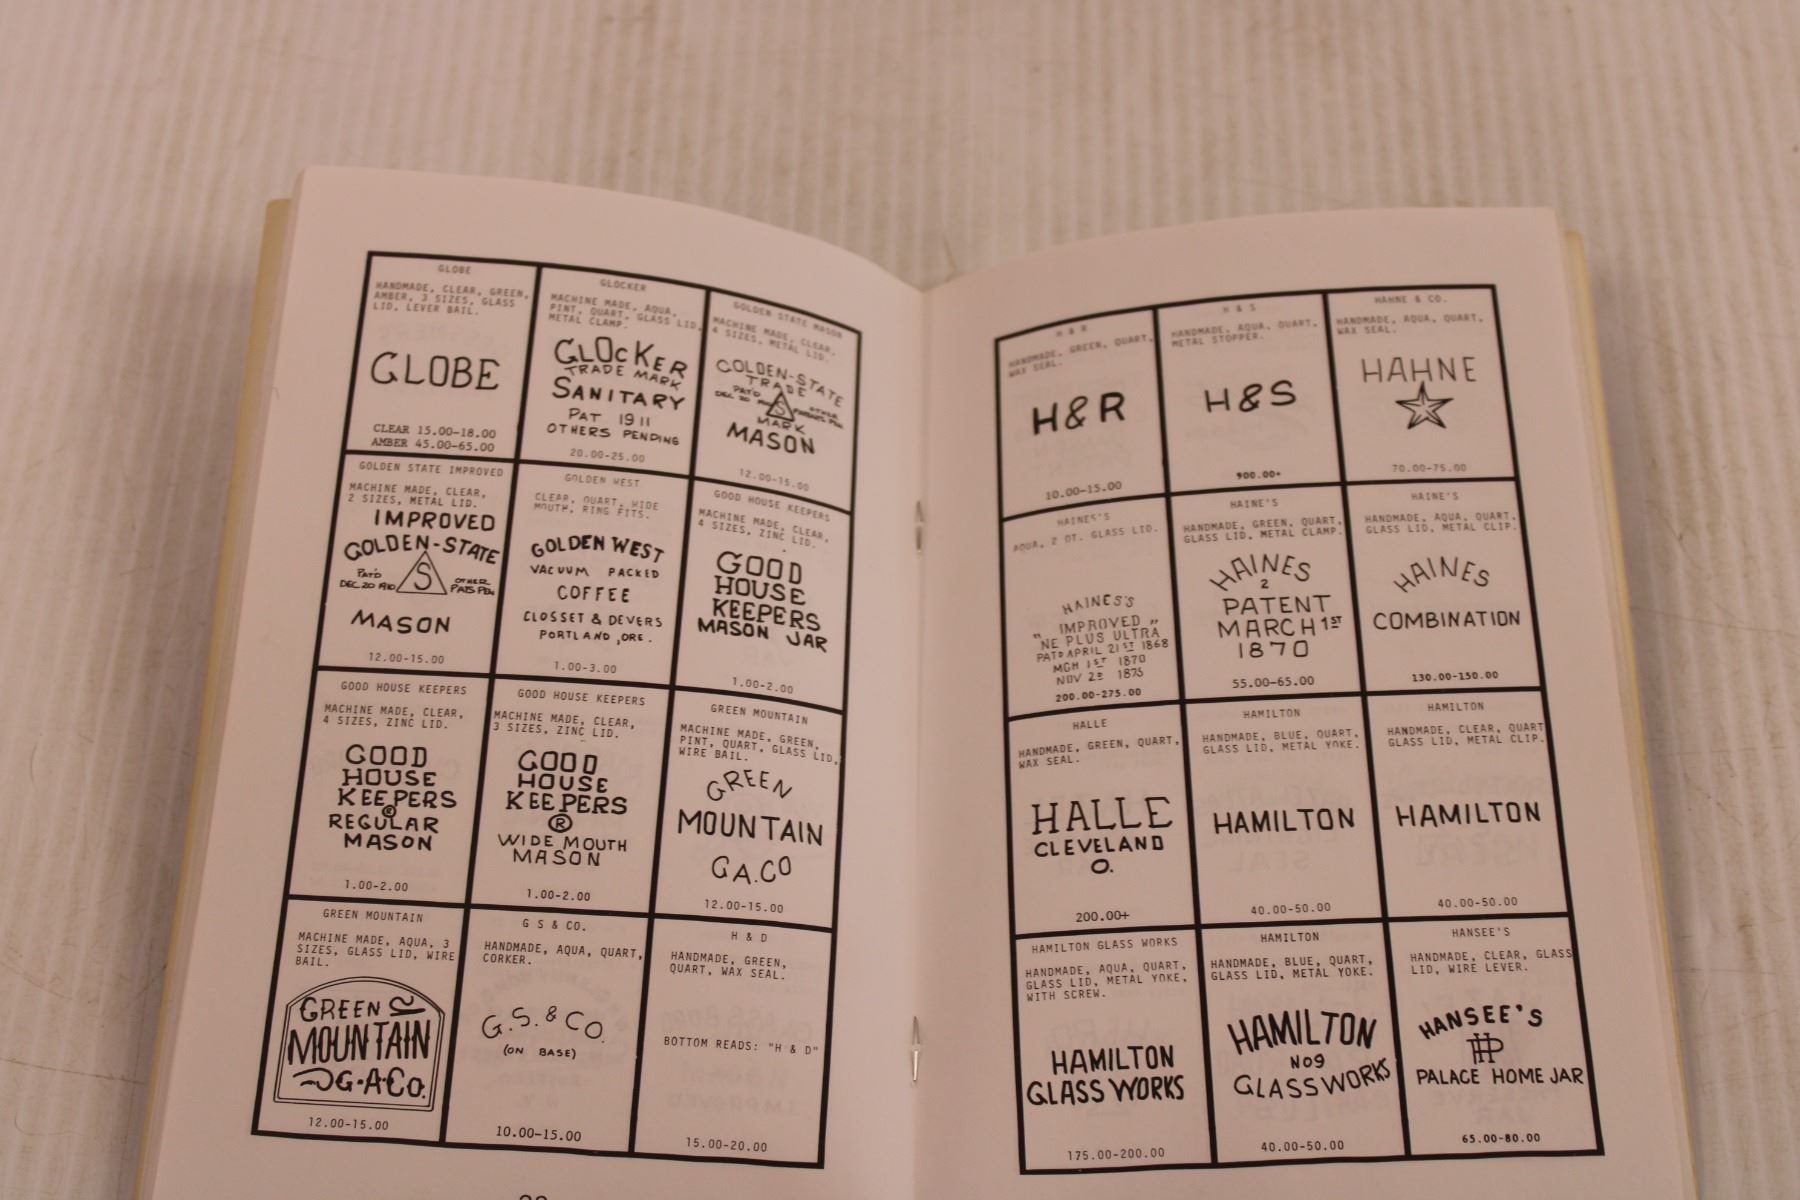 GLOBE
HANDMADE, CLEAR, GREEN,
AMBER, 3 SIZES, GLASS
LID, LEVER BAIL.
GLOBE
CLEAR 15.00-18.00
AMBER 45.00-65.00
GLOCKER
MACHINE MADE, AQUA,
PINT, QUART, GLASS LID,
METAL CLAMP.
GLOcKER
TRADE MARK
SANITARY
PAT 1911
OTHERS PENDING
20.00-25.00
GOLDEN STATE MASON
MACHINE MADE, CLEAR,
4 SIZES, METAL LID.
GOLDEN-STATE
TRADE
PAT'D
DEC 20 1910
S
OTHER
PATS PEN
MARK
MASON
12.00-15.00
GOLDEN STATE IMPROVED
MACHINE MADE, CLEAR,
2 SIZES, METAL LID.
IMPROVED
GOLDEN-STATE
PAT'D
DEC. 20 1910
S
OTHER
PATS PEN
MASON
12.00-15.00
GOLDEN WEST
CLEAR, QUART, WIDE
MOUTH, RING FITS.
GOLDEN WEST
VACUUM PACKED
COFFEE
CLOSSET & DEVERS
PORTLAND, ORE.
1.00-3.00
GOOD HOUSE KEEPERS
MACHINE MADE, CLEAR,
4 SIZES, ZINC LID.
GOOD
HOUSE
KEEPERS
MASON JAR
1.00-2.00
GOOD HOUSE KEEPERS
MACHINE MADE, CLEAR,
4 SIZES, ZINC LID.
GOOD
HOUSE
KEEPERS
®
REGULAR
MASON
1.00-2.00
GOOD HOUSE KEEPERS
MACHINE MADE, CLEAR,
3 SIZES, ZINC LID.
GOOD
HOUSE
KEEPERS
®
WIDE MOUTH
MASON
1.00-2.00
GREEN MOUNTAIN
MACHINE MADE, GREEN,
PINT, QUART, GLASS LID,
WIRE BAIL.
GREEN
MOUNTAIN
G.A.CO
12.00-15.00
GREEN MOUNTAIN
MACHINE MADE, AQUA, 3
SIZES, GLASS LID, WIRE
BAIL.
GREEN
MOUNTAIN
G.A.Co.
12.00-15.00
G S & CO.
HANDMADE, AQUA, QUART,
CORKER.
G.S. & CO.
(ON BASE)
10.00-15.00
H & D
HANDMADE, GREEN,
QUART, WAX SEAL.
BOTTOM READS: "H & D"
15.00-20.00
H & R
HANDMADE, GREEN, QUART,
WAX SEAL.
H&R
10.00-15.00
H & S
HANDMADE, AQUA, QUART,
METAL STOPPER.
H&S
900.00+
HAHNE & CO.
HANDMADE, AQUA, QUART,
WAX SEAL.
HAHNE
70.00-75.00
HAINES'S
AQUA, 2 QT. GLASS LID.
HAINES'S
IMPROVED
"NE PLUS ULTRA"
PATD APRIL 21ST 1868
MCH 1ST 1870
NOV 2D 1875
200.00-275.00
HAINE'S
HANDMADE, GREEN, QUART,
GLASS LID, METAL CLAMP.
HAINES
2
PATENT
MARCH 1ST
1870
55.00-65.00
HAINE'S
HANDMADE, AQUA, QUART,
GLASS LID, METAL CLIP.
HAINES
COMBINATION
130.00-150.00
HALLE
HANDMADE, GREEN, QUART,
WAX SEAL.
HALLE
CLEVELAND
O.
200.00+
HAMILTON
HANDMADE, BLUE, QUART,
GLASS LID, METAL YOKE.
HAMILTON
40.00-50.00
HAMILTON
HANDMADE, CLEAR, QUART
GLASS LID, METAL CLIP.
HAMILTON
40.00-50.00
HAMILTON GLASS WORKS
HANDMADE, AQUA, QUART,
GLASS LID, METAL YOKE,
WITH SCREW.
HAMILTON
GLASS WORKS
175.00-200.00
HAMILTON
HANDMADE, BLUE, QUART,
GLASS LID, METAL YOKE.
HAMILTON
NO9
GLASS WORKS
40.00-50.00
HANSEE'S
HANDMADE, CLEAR, GLASS
LID, WIRE LEVER.
HANSEE'S
PH
PALACE HOME JAR
65.00-80.00